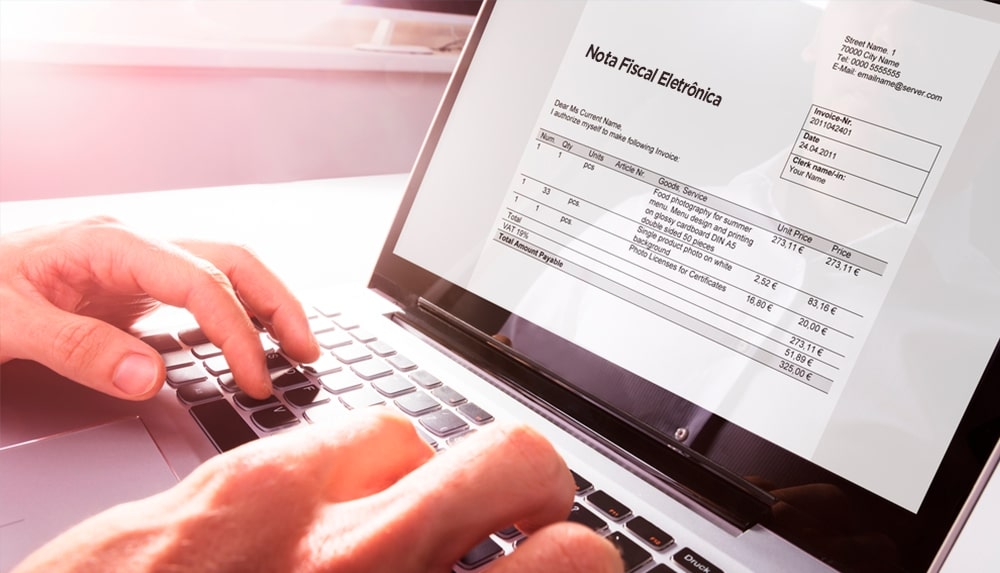 Nota Fiscal Eletrônica
Street Name. 1
70000 City Name
Tel: 0000 5555555
E-Mail: emailname@server.com
Invoice-Nr.
2011042401
Date
24.04.2011
Clerk name/-in:
Your Name
Dear Ms Current Name,
I authorize myself to make following Invoice:
Num Qty Units Article Nr. Goods, Service Unit Price Price
1 1 pcs Food photography for summer 273,11 € 273,11 €
menu. Menu design and printing
on glossy cardboard DIN A5
double sided 50 pieces
1 33 pcs. Single product photo on white 2,52 € 83,16 €
background
1 1 pcs. Photo Licenses for Certificates 16,80 € 20,00 €
Total 273,11 €
VAT 19% 51,89 €
Total Amount Payable 325,00 €
V
Druck